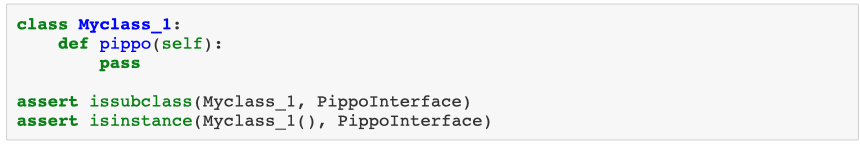 class Myclass_1:
    def pippo(self):
        pass

assert issubclass(Myclass_1, PippoInterface)
assert isinstance(Myclass_1(), PippoInterface)